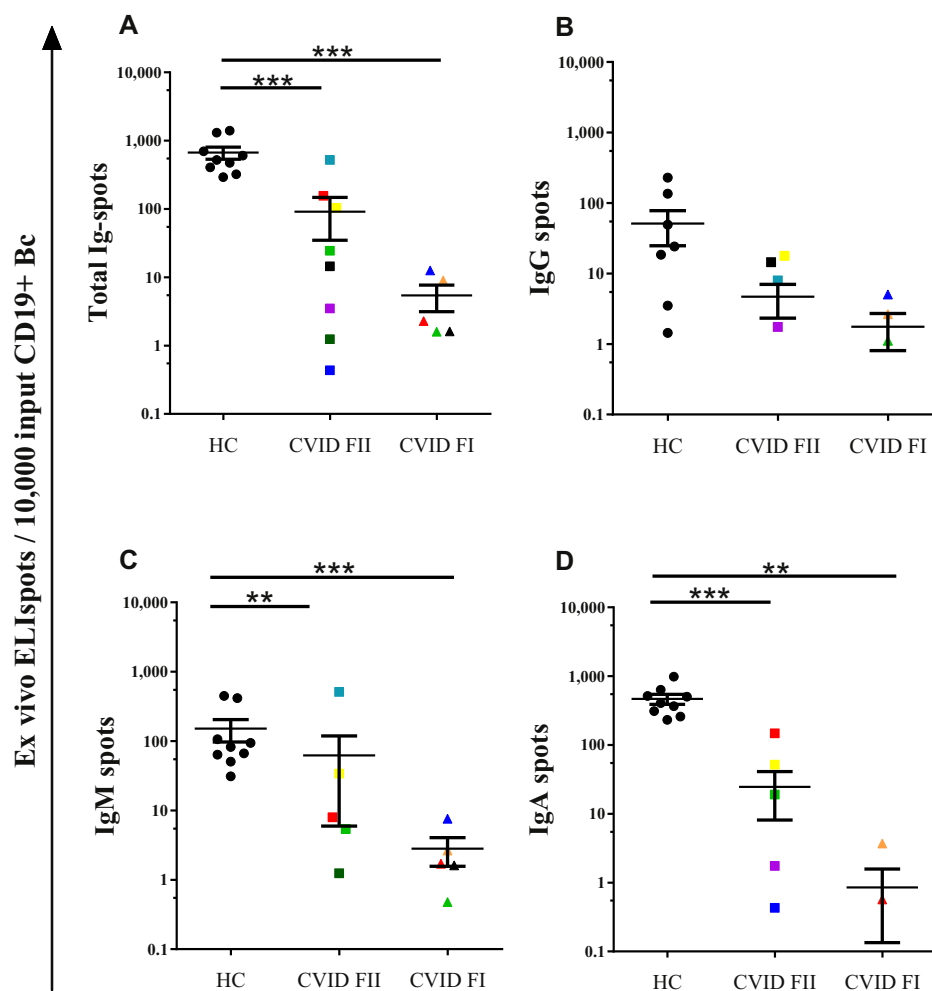 Ex vivo ELIspots / 10,000 input CD19+ Bc
A
***
***
Total Ig-spots
10,000
1,000
100
10
1
0.1
HC
CVID FII
CVID FI
B
IgG spots
10,000
1,000
100
10
1
0.1
HC
CVID FII
CVID FI
C
***
**
IgM spots
10,000
1,000
100
10
1
0.1
HC
CVID FII
CVID FI
D
**
***
IgA spots
10,000
1,000
100
10
1
0.1
HC
CVID FII
CVID FI